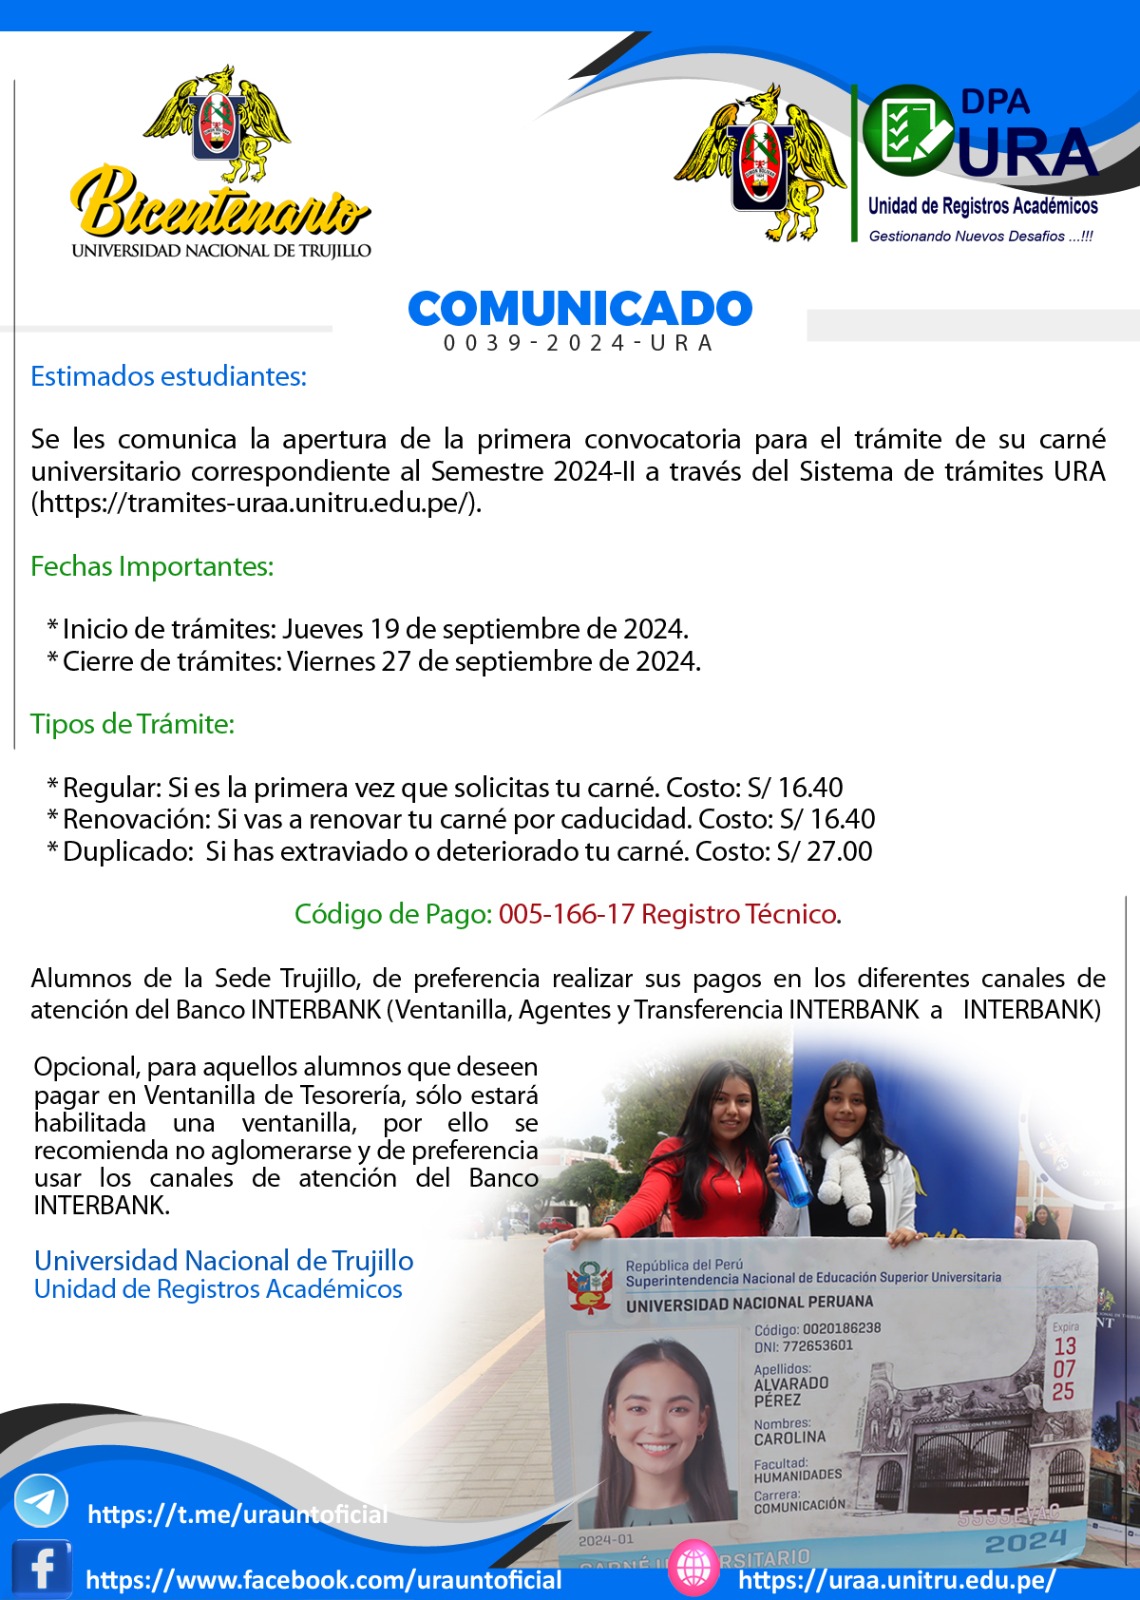 Bicentenario
UNIVERSIDAD NACIONAL DE TRUJILLO
DPA
URA
Unidad de Registros Académicos
Gestionando Nuevos Desafios ...!!!
COMUNICADO
0039-2024-URA
Estimados estudiantes:
Se les comunica la apertura de la primera convocatoria para el trámite de su carné
universitario correspondiente al Semestre 2024-II a través del Sistema de trámites URA
(https://tramites-uraa.unitru.edu.pe/).
Fechas Importantes:
* Inicio de trámites: Jueves 19 de septiembre de 2024.
* Cierre de trámites: Viernes 27 de septiembre de 2024.
Tipos de Trámite:
* Regular: Si es la primera vez que solicitas tu carné. Costo: S/ 16.40
* Renovación: Si vas a renovar tu carné por caducidad. Costo: S/ 16.40
* Duplicado: Si has extraviado o deteriorado tu carné. Costo: S/ 27.00
Código de Pago: 005-166-17 Registro Técnico.
Alumnos de la Sede Trujillo, de preferencia realizar sus pagos en los diferentes canales de
atención del Banco INTERBANK (Ventanilla, Agentes y Transferencia INTERBANK a INTERBANK)
Opcional, para aquellos alumnos que deseen
pagar en Ventanilla de Tesorería, sólo estará
habilitada una ventanilla, por ello se
recomienda no aglomerarse y de preferencia
usar los canales de atención del Banco
INTERBANK.
Universidad Nacional de Trujillo
Unidad de Registros Académicos
República del Perú
Superintendencia Nacional de Educación Superior Universitaria
UNIVERSIDAD NACIONAL PERUANA
Código: 0020186238
DNI: 772653601
Apellidos:
ALVARADO
PÉREZ
Nombres:
CAROLINA
Facultad:
HUMANIDADES
Carrera:
COMUNICACIÓN
Expira
13
07
25
5555EVAG
2024-01
2024
https://t.me/urauntoficial
https://www.facebook.com/urauntoficial
https://uraa.unitru.edu.pe/